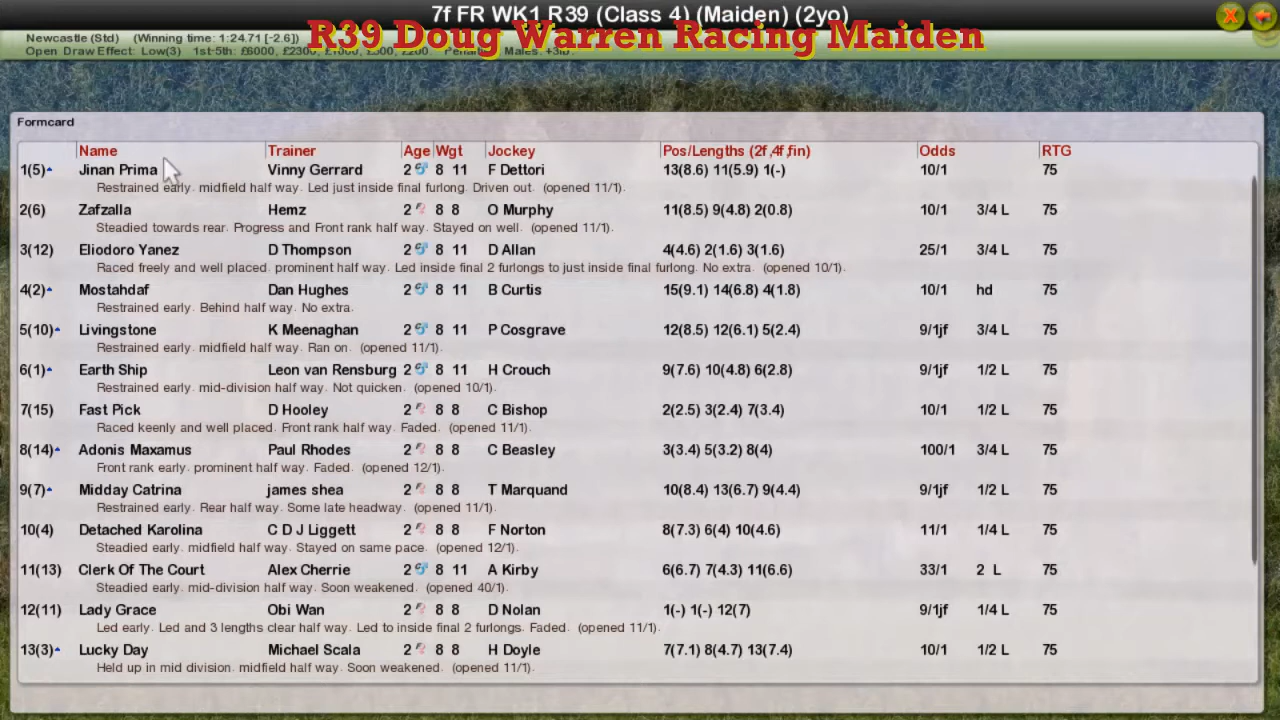 7f FR WK1 R39 (Class 4) (Maiden) (2yo)
R39 Doug Warren Racing Maiden
Newcastle (Std) (Winning time: 1:24.71 [-2.6])
Open Draw Effect: Low(3) 1st-5th: £6000, £2300, £1000, £500, £200. Males: +3lb
Formcard
Name Trainer Age Wgt Jockey Pos/Lengths (2f,4f,fin) Odds RTG
1(5) Jinan Prima Vinny Gerrard 2 8 11 F Dettori 13(8.6) 11(5.9) 1(-) 10/1 75
Restrained early. midfield half way. Led just inside final furlong. Driven out. (opened 11/1).
2(6) Zafzalla Hemz 2 8 8 O Murphy 11(8.5) 9(4.8) 2(0.8) 10/1 3/4 L 75
Steadied towards rear. Progress and Front rank half way. Stayed on well. (opened 11/1).
3(12) Eliodoro Yanez D Thompson 2 8 11 D Allan 4(4.6) 2(1.6) 3(1.6) 25/1 3/4 L 75
Raced freely and well placed. prominent half way. Led inside final 2 furlongs to just inside final furlong. No extra. (opened 10/1).
4(2) Mostahdaf Dan Hughes 2 8 11 B Curtis 15(9.1) 14(6.8) 4(1.8) 10/1 hd 75
Restrained early. Behind half way. No extra.
5(10) Livingstone K Meenaghan 2 8 11 P Cosgrave 12(8.5) 12(6.1) 5(2.4) 9/1jf 3/4 L 75
Restrained early. midfield half way. Ran on. (opened 11/1).
6(1) Earth Ship Leon van Rensburg 2 8 11 H Crouch 9(7.6) 10(4.8) 6(2.8) 9/1jf 1/2 L 75
Restrained early. mid-division half way. Not quicken. (opened 10/1).
7(15) Fast Pick D Hooley 2 8 8 C Bishop 2(2.5) 3(2.4) 7(3.4) 10/1 1/2 L 75
Raced keenly and well placed. Front rank half way. Faded. (opened 11/1).
8(14) Adonis Maxamus Paul Rhodes 2 8 8 C Beasley 3(3.4) 5(3.2) 8(4) 100/1 3/4 L 75
Front rank early. prominent half way. Faded. (opened 12/1).
9(7) Midday Catrina james shea 2 8 8 T Marquand 10(8.4) 13(6.7) 9(4.4) 9/1jf 1/2 L 75
Restrained early. Rear half way. Some late headway. (opened 11/1).
10(4) Detached Karolina C D J Liggett 2 8 8 F Norton 8(7.3) 6(4) 10(4.6) 11/1 1/4 L 75
Steadied early. midfield half way. Stayed on same pace. (opened 12/1).
11(13) Clerk Of The Court Alex Cherrie 2 8 11 A Kirby 6(6.7) 7(4.3) 11(6.6) 33/1 2 L 75
Steadied early. mid-division half way. Soon weakened. (opened 40/1).
12(11) Lady Grace Obi Wan 2 8 8 D Nolan 1(-) 1(-) 12(7) 9/1jf 1/4 L 75
Led early. Led and 3 lengths clear half way. Led to inside final 2 furlongs. Faded. (opened 11/1).
13(3) Lucky Day Michael Scala 2 8 8 H Doyle 7(7.1) 8(4.7) 13(7.4) 10/1 1/2 L 75
Held up in mid division. midfield half way. Soon weakened. (opened 11/1).